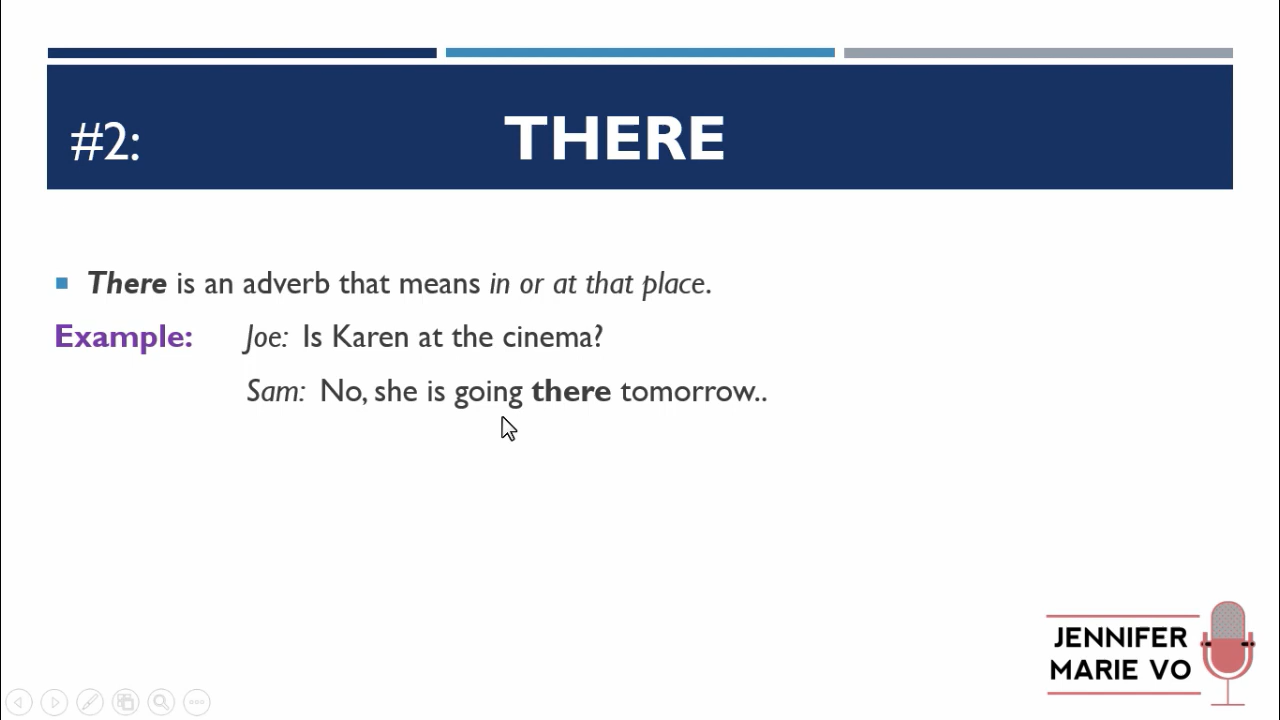 #2: THERE
There is an adverb that means in or at that place.
Example: Joe: Is Karen at the cinema?
Sam: No, she is going there tomorrow..
JENNIFER
MARIE VO